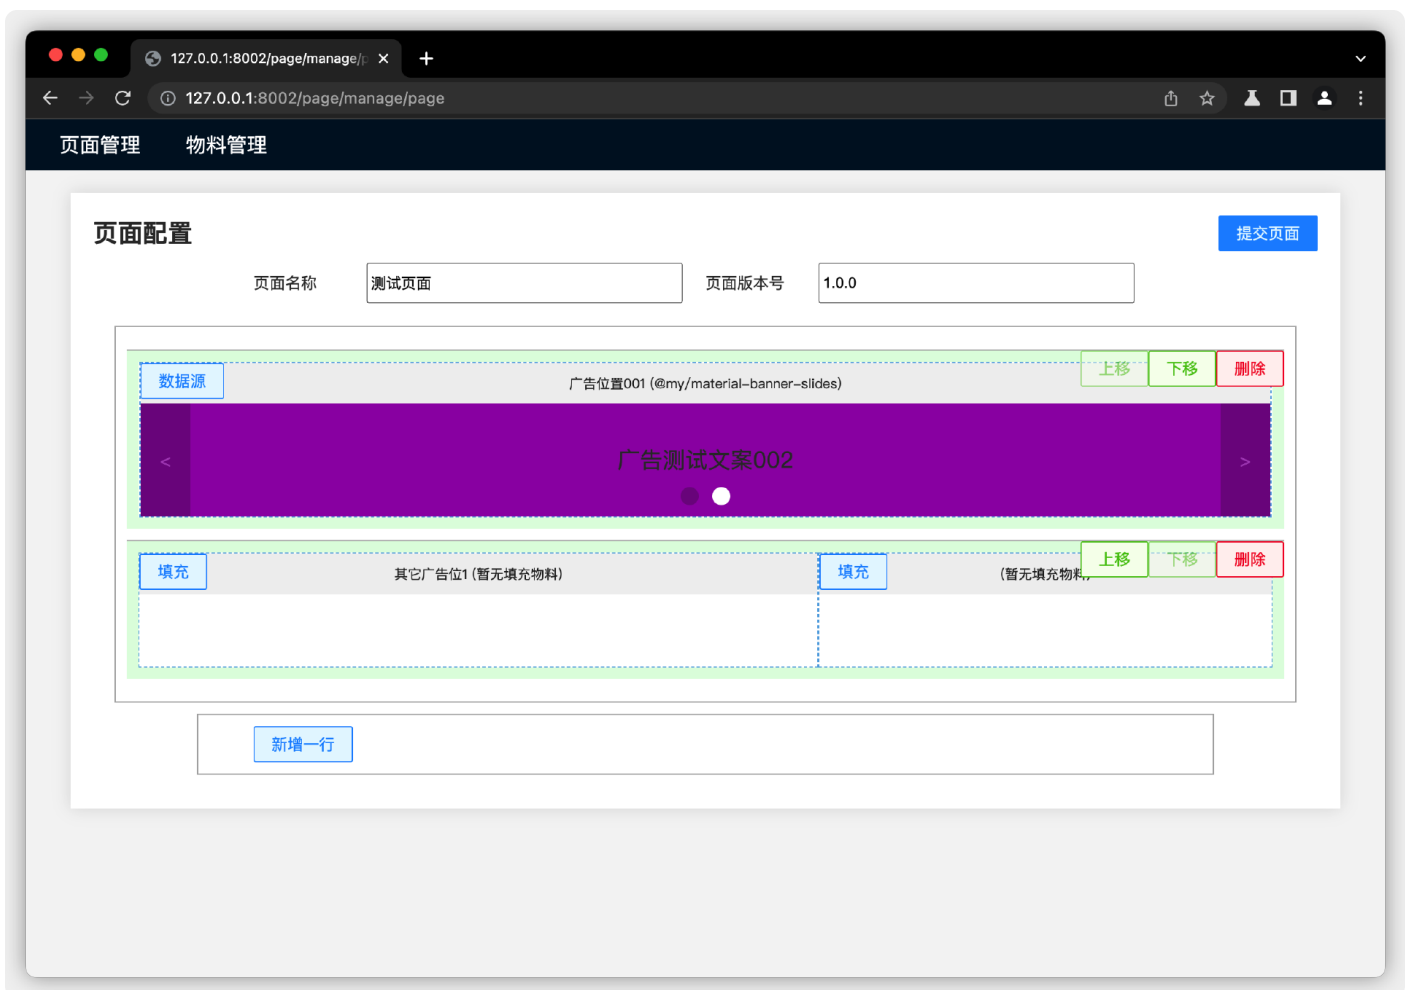 127.0.0.1:8002/page/manage/p
127.0.0.1:8002/page/manage/page
页面管理 物料管理
页面配置 提交页面
页面名称 测试页面 页面版本号 1.0.0
数据源 广告位置001 (@my/material-banner-slides) 上移 下移 删除
< 广告测试文案002 >
填充 其它广告位1 (暂无填充物料) 填充 (暂无填充物料) 上移 下移 删除
新增一行